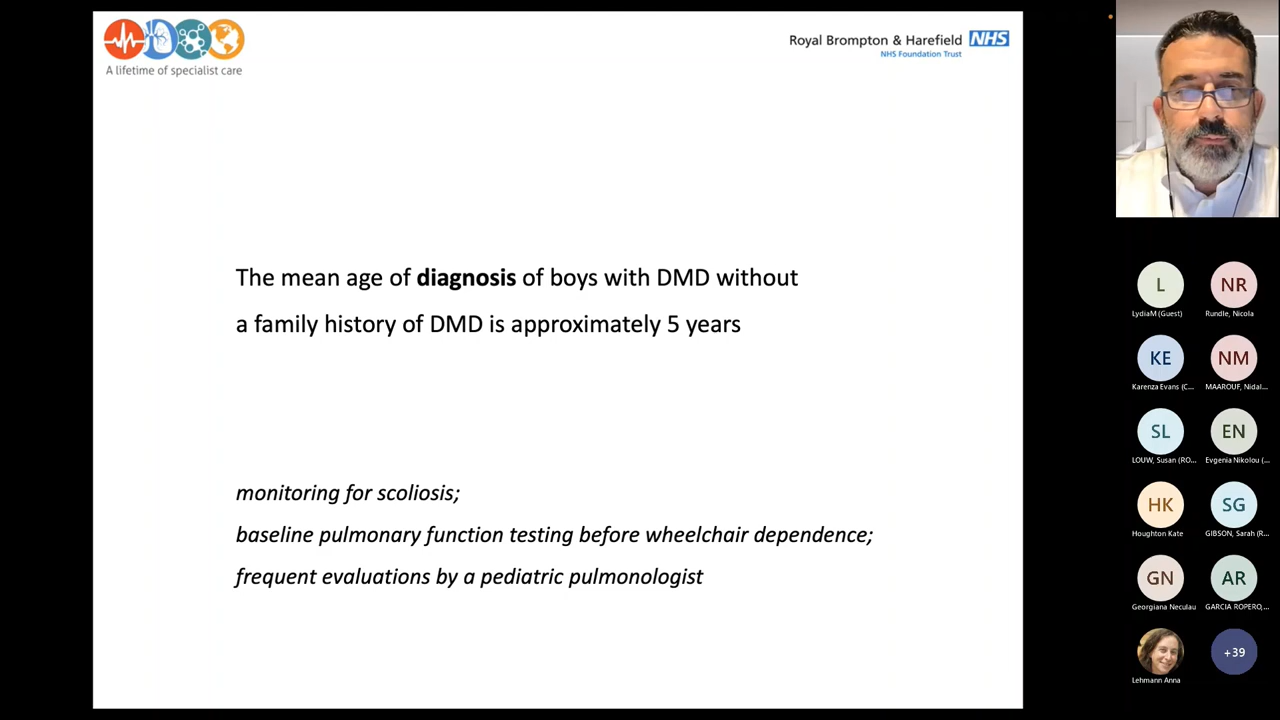 A lifetime of specialist care
Royal Brompton & Harefield NHS
NHS Foundation Trust
The mean age of diagnosis of boys with DMD without
a family history of DMD is approximately 5 years
monitoring for scoliosis;
baseline pulmonary function testing before wheelchair dependence;
frequent evaluations by a pediatric pulmonologist
L
LydiaM (Guest)
NR
Rundle, Nicola
KE
Karenza Evans (C...
NM
MAAROUF, Nidal...
SL
LOUW, Susan (RO...
EN
Evgenia Nikolou (...
HK
Houghton Kate
SG
GIBSON, Sarah (R...
GN
Georgiana Neculau
AR
GARCIA ROPERO,...
Lehmann Anna
+39